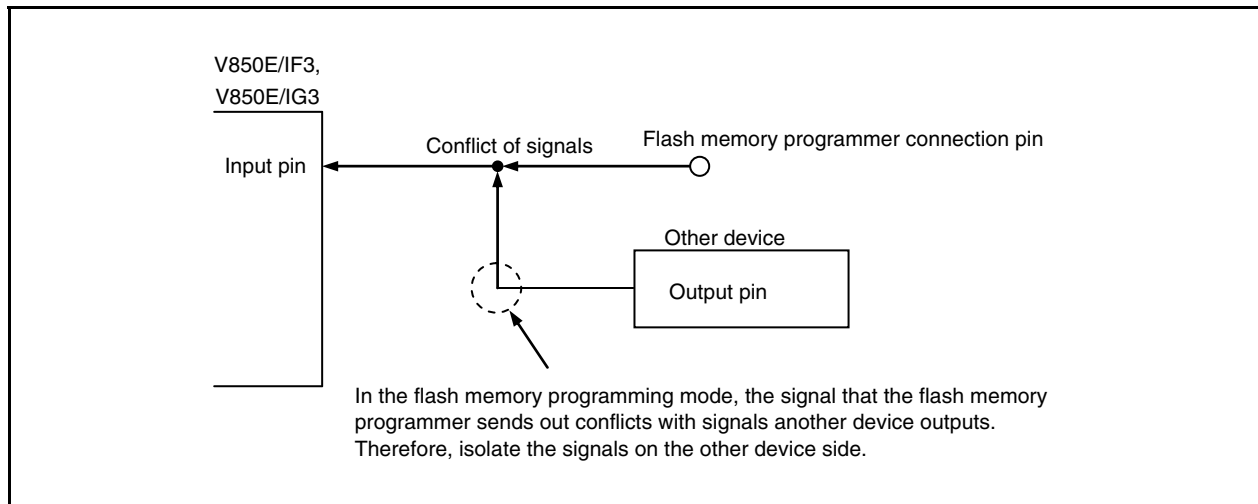 V850E/IF3,
V850E/IG3
Conflict of signals
Flash memory programmer connection pin
Input pin
Other device
Output pin
In the flash memory programming mode, the signal that the flash memory
programmer sends out conflicts with signals another device outputs.
Therefore, isolate the signals on the other device side.